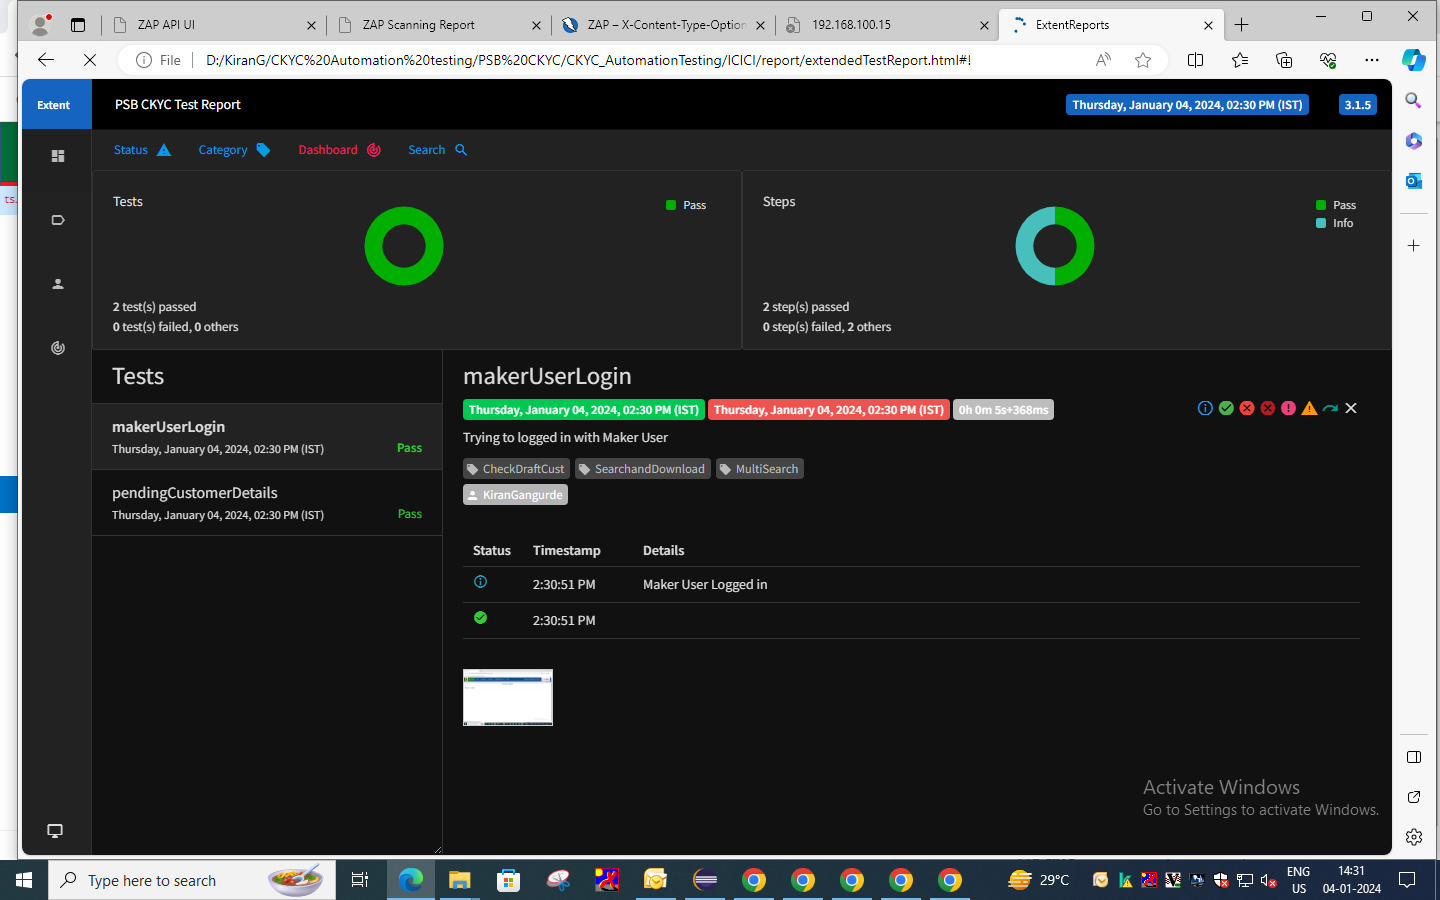 ZAP API UI
ZAP Scanning Report
ZAP – X-Content-Type-Option
192.168.100.15
ExtentReports
File
D:/KiranG/CKYC%20Automation%20testing/PSB%20CKYC/CKYC_AutomationTesting/ICICI/report/extendedTestReport.html#!
Extent
PSB CKYC Test Report
Thursday, January 04, 2024, 02:30 PM (IST)
3.1.5
Status
Category
Dashboard
Search
ts.
Tests
Pass
2 test(s) passed
0 test(s) failed, 0 others
Steps
Pass
Info
2 step(s) passed
0 step(s) failed, 2 others
Tests
makerUserLogin
Thursday, January 04, 2024, 02:30 PM (IST)
Pass
pendingCustomerDetails
Thursday, January 04, 2024, 02:30 PM (IST)
Pass
makerUserLogin
Thursday, January 04, 2024, 02:30 PM (IST) Thursday, January 04, 2024, 02:30 PM (IST) 0h 0m 5s+368ms
Trying to logged in with Maker User
CheckDraftCust SearchandDownload MultiSearch
KiranGangurde
Status Timestamp Details
2:30:51 PM Maker User Logged in
2:30:51 PM
Activate Windows
Go to Settings to activate Windows.
Type here to search
29°C
ENG
US
14:31
04-01-2024